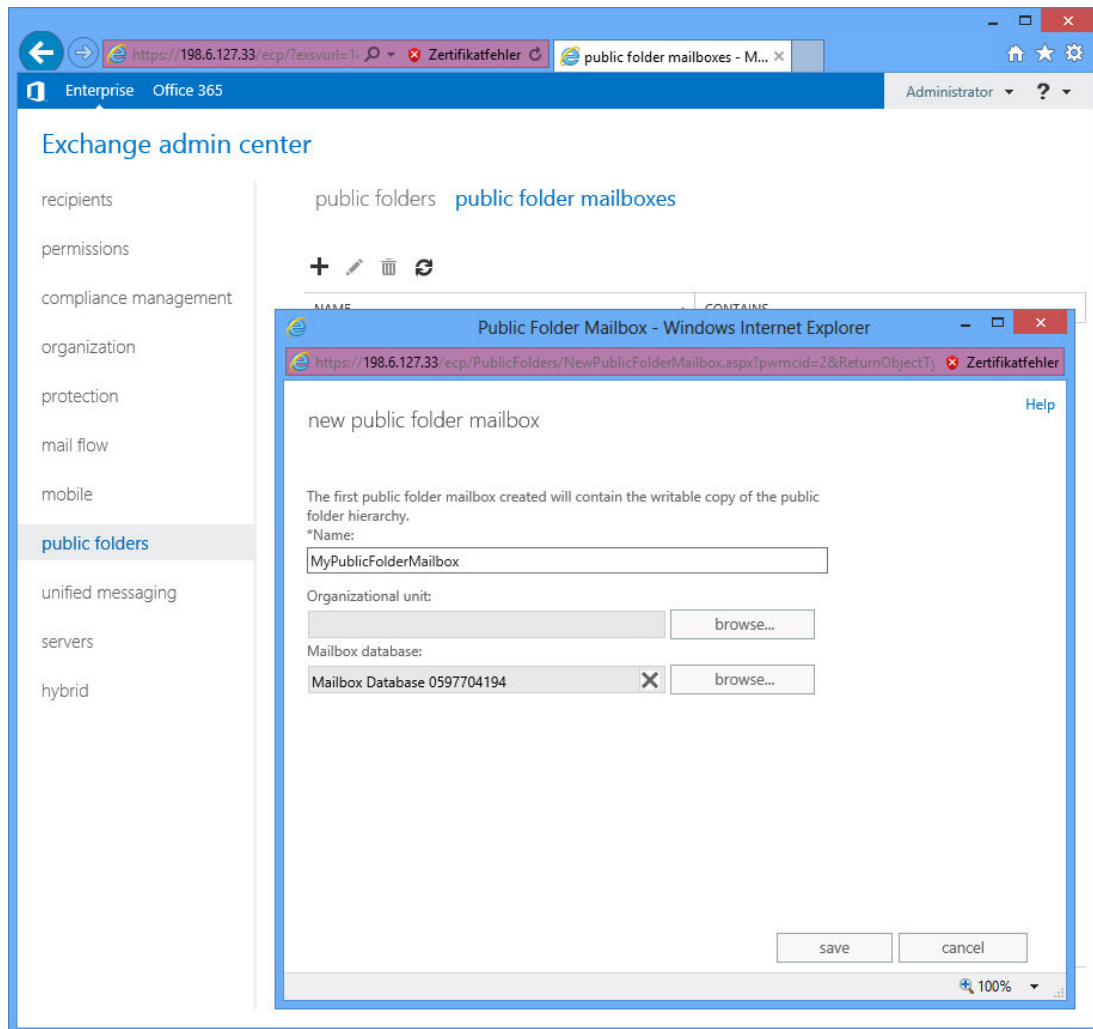 https://198.6.127.33/ecp/?exsvurl=1 Zertifikatfehler public folder mailboxes - M...
Enterprise Office 365 Administrator ?
Exchange admin center
recipients
permissions
compliance management
organization
protection
mail flow
mobile
public folders
unified messaging
servers
hybrid
public folders public folder mailboxes
NAME CONTAINS
Public Folder Mailbox - Windows Internet Explorer
https://198.6.127.33/ecp/PublicFolders/NewPublicFolderMailbox.aspx?pwmcid=2&ReturnObjectTy Zertifikatfehler
Help
new public folder mailbox
The first public folder mailbox created will contain the writable copy of the public
folder hierarchy.
*Name:
MyPublicFolderMailbox
Organizational unit:
browse...
Mailbox database:
Mailbox Database 0597704194 browse...
save cancel
100%